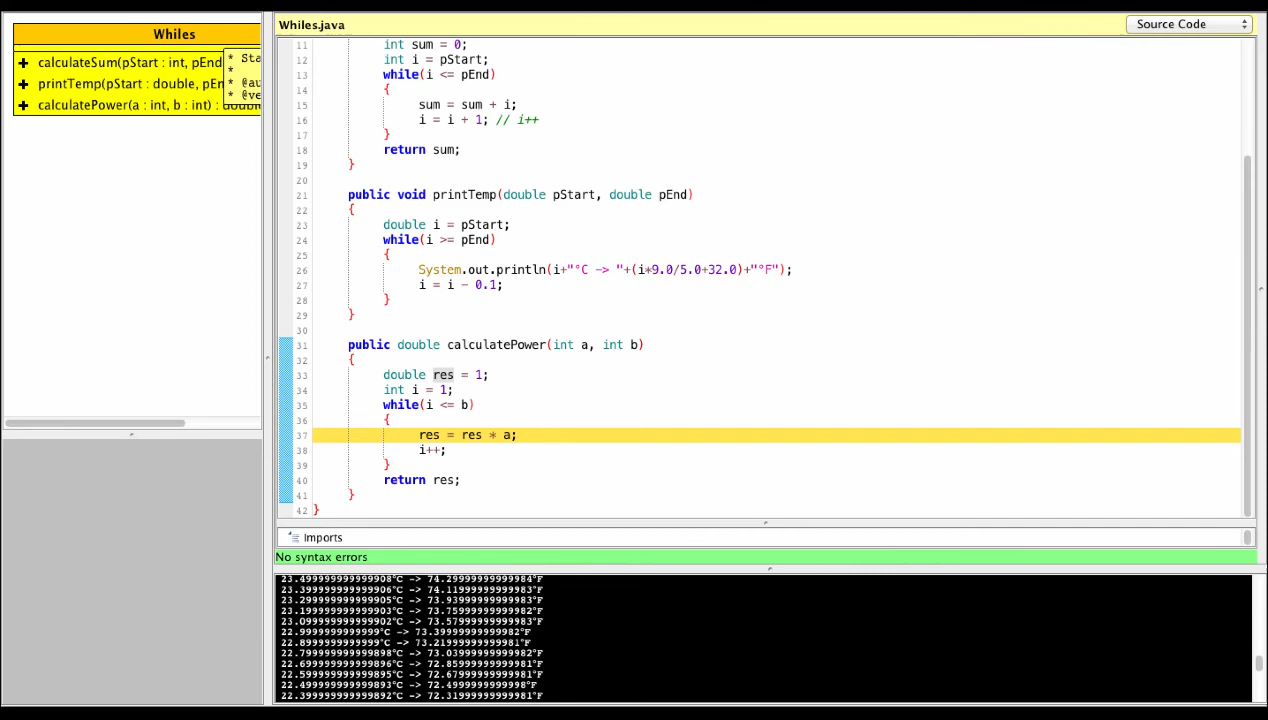 Whiles
calculateSum(pStart : int, pEnd
* Sta
*
printTemp(pStart : double, pEn
* @au
* @ve
calculatePower(a : int, b : int) : double
Whiles.java
Source Code
11 int sum = 0;
12 int i = pStart;
13 while(i <= pEnd)
14 {
15 sum = sum + i;
16 i = i + 1; // i++
17 }
18 return sum;
19 }
20
21 public void printTemp(double pStart, double pEnd)
22 {
23 double i = pStart;
24 while(i >= pEnd)
25 {
26 System.out.println(i+"°C -> "+(i*9.0/5.0+32.0)+"°F");
27 i = i - 0.1;
28 }
29 }
30
31 public double calculatePower(int a, int b)
32 {
33 double res = 1;
34 int i = 1;
35 while(i <= b)
36 {
37 res = res * a;
38 i++;
39 }
40 return res;
41 }
42 }
Imports
No syntax errors
23.499999999999908°C -> 74.29999999999984°F
23.399999999999906°C -> 74.11999999999983°F
23.299999999999905°C -> 73.93999999999983°F
23.199999999999903°C -> 73.75999999999982°F
23.099999999999902°C -> 73.57999999999983°F
22.9999999999999°C -> 73.39999999999982°F
22.8999999999999°C -> 73.21999999999981°F
22.799999999999898°C -> 73.03999999999982°F
22.699999999999896°C -> 72.85999999999981°F
22.599999999999895°C -> 72.67999999999981°F
22.499999999999893°C -> 72.4999999999998°F
22.399999999999892°C -> 72.31999999999981°F